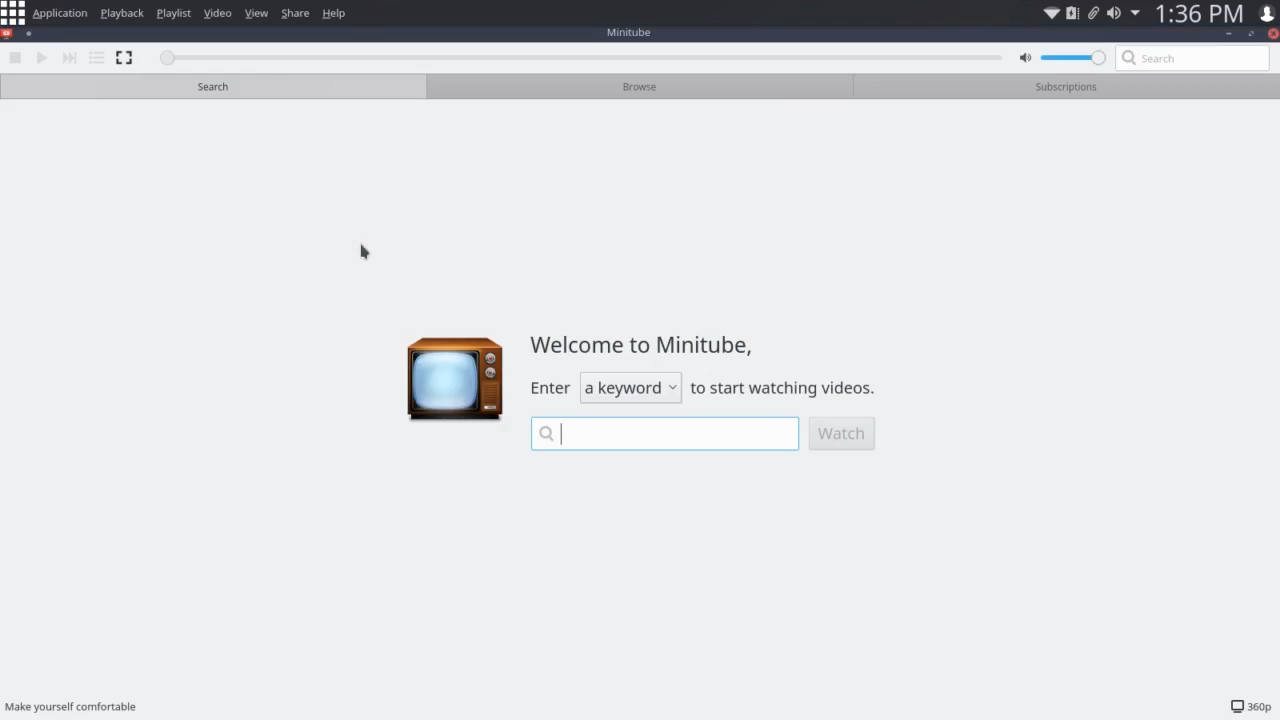 Application Playback Playlist Video View Share Help 1:36 PM
Minitube
Search
Search Browse Subscriptions
Welcome to Minitube,
Enter a keyword to start watching videos.
Watch
Make yourself comfortable 360p